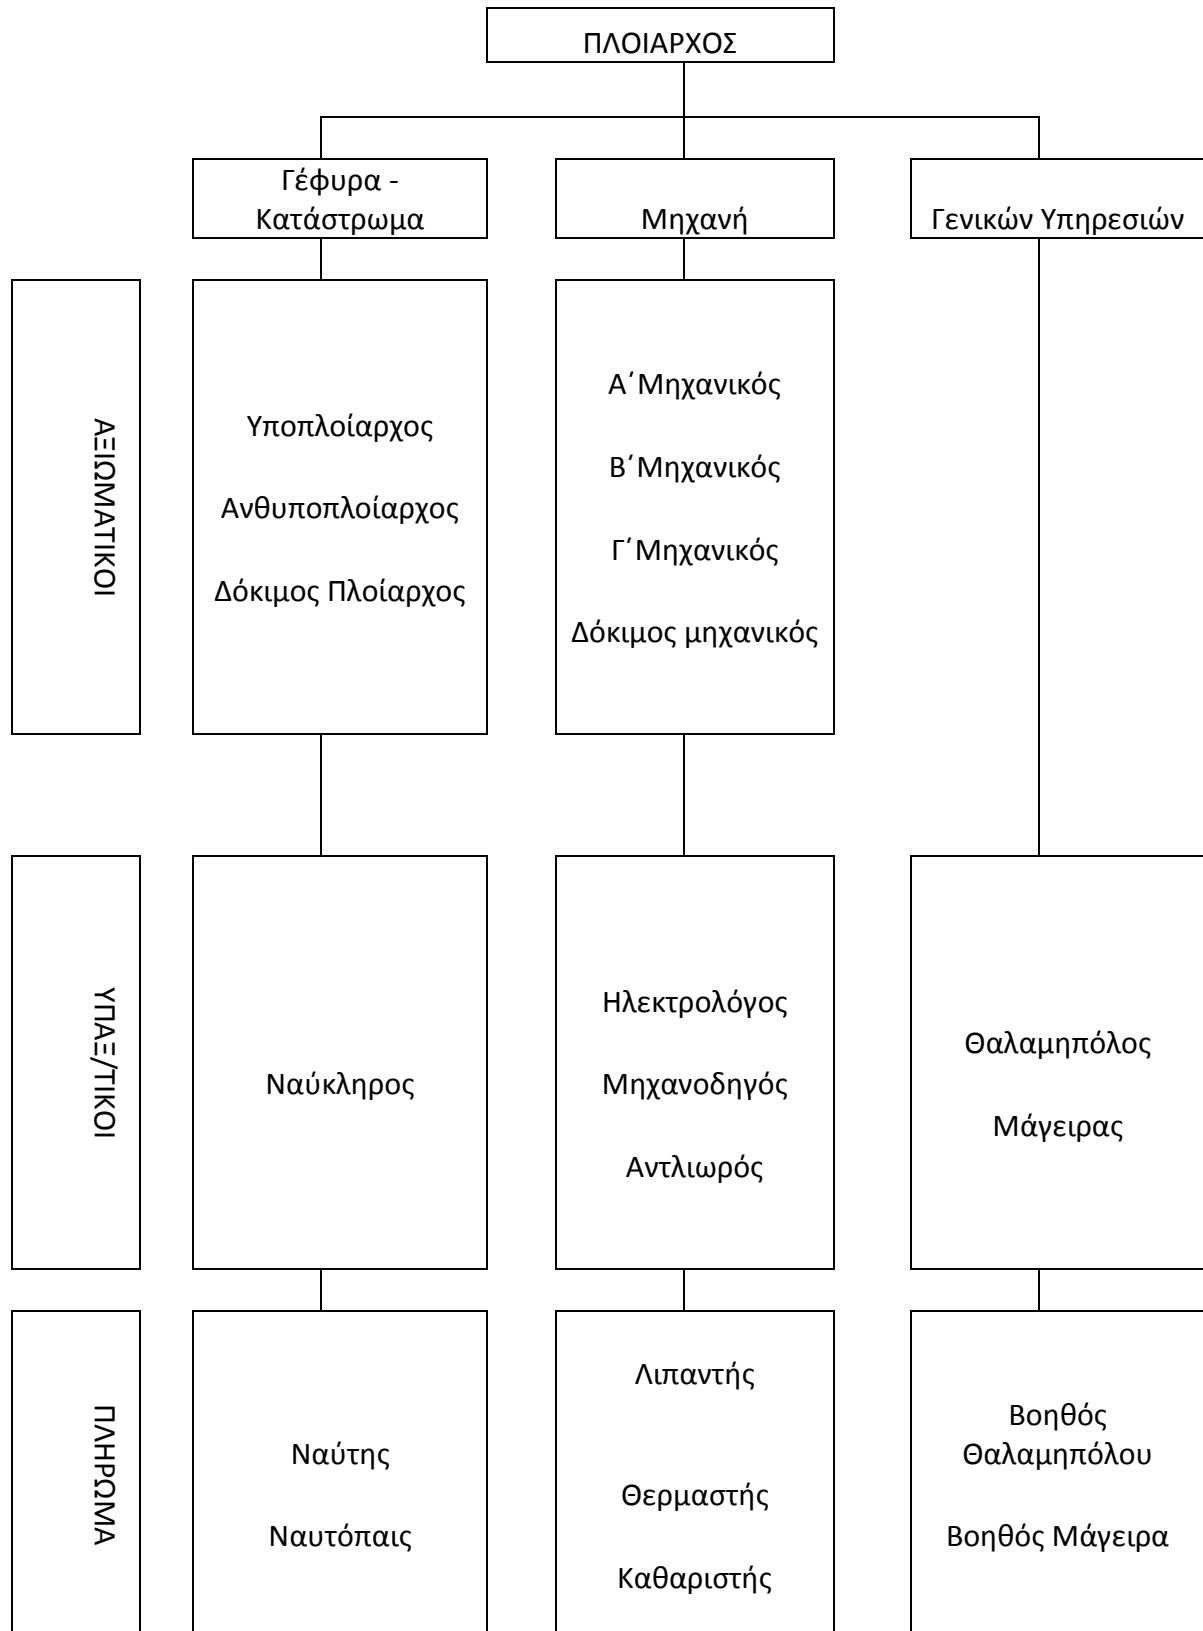 ΠΛΟΙΑΡΧΟΣ
Γέφυρα -
Κατάστρωμα
Μηχανή
Γενικών Υπηρεσιών
ΑΞΙΩΜΑΤΙΚΟΙ
Υποπλοίαρχος
Ανθυποπλοίαρχος
Δόκιμος Πλοίαρχος
Α΄Μηχανικός
Β΄Μηχανικός
Γ΄Μηχανικός
Δόκιμος μηχανικός
ΥΠΑΞ/ΤΙΚΟΙ
Ναύκληρος
Ηλεκτρολόγος
Μηχανοδηγός
Αντλιωρός
Θαλαμηπόλος
Μάγειρας
ΠΛΗΡΩΜΑ
Ναύτης
Ναυτόπαις
Λιπαντής
Θερμαστής
Καθαριστής
Βοηθός
Θαλαμηπόλου
Βοηθός Μάγειρα